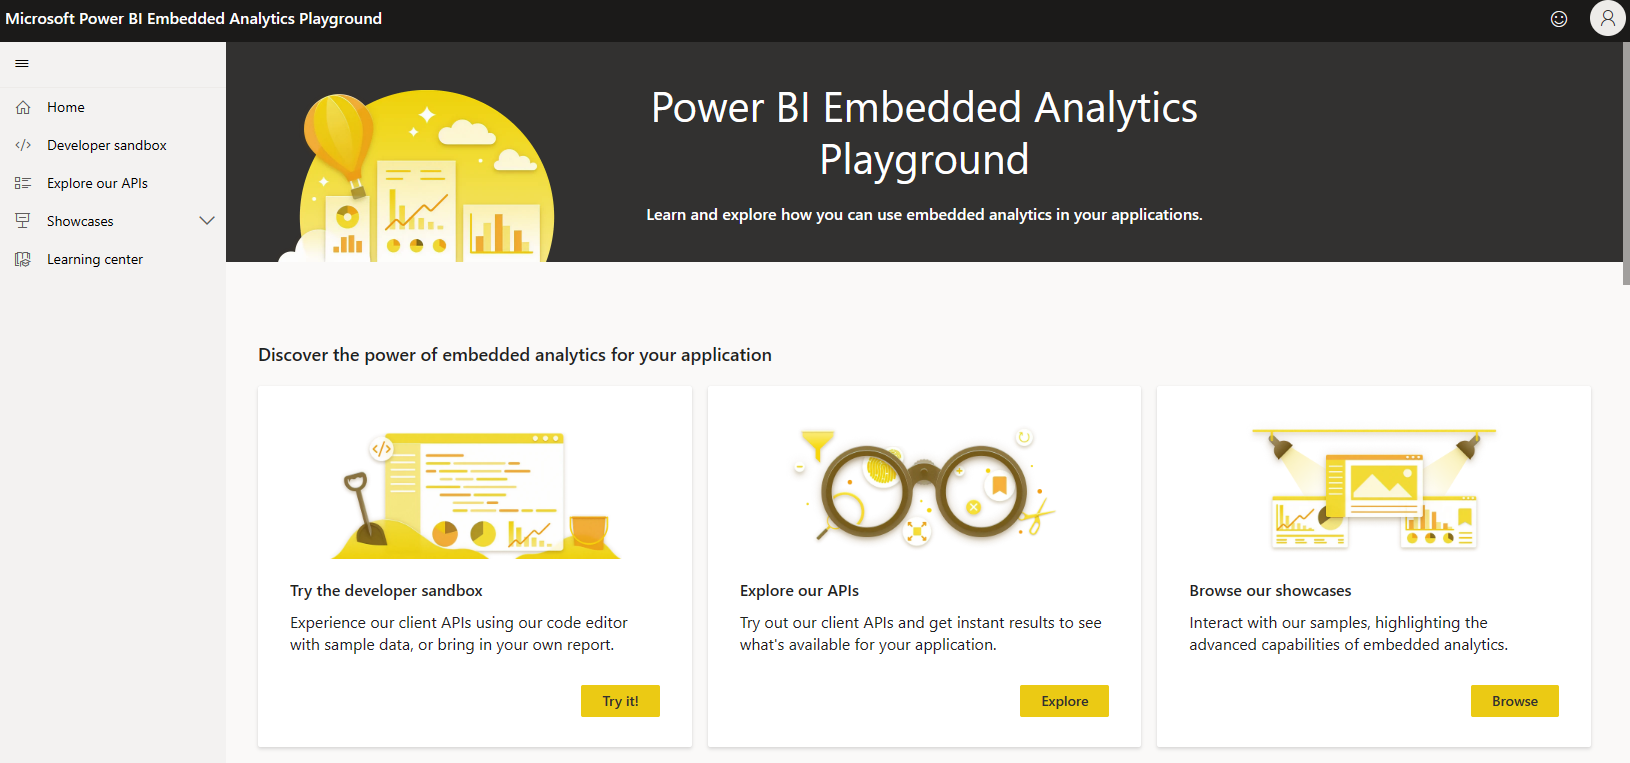 Microsoft Power BI Embedded Analytics Playground
Home
Developer sandbox
Explore our APIs
Showcases
Learning center
Power BI Embedded Analytics
Playground
Learn and explore how you can use embedded analytics in your applications.
Discover the power of embedded analytics for your application
</>
Try the developer sandbox
Experience our client APIs using our code editor
with sample data, or bring in your own report.
Try it!
Explore our APIs
Try out our client APIs and get instant results to see
what's available for your application.
Explore
Browse our showcases
Interact with our samples, highlighting the
advanced capabilities of embedded analytics.
Browse